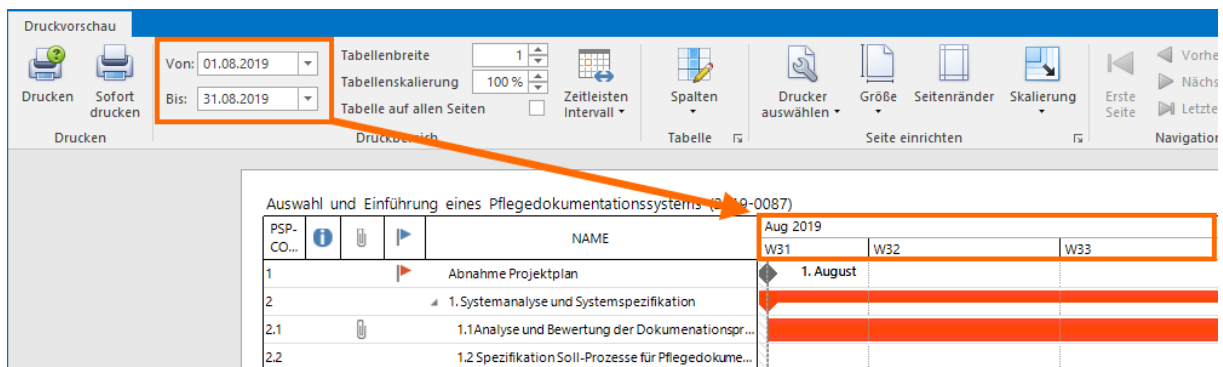 Druckvorschau
Drucken
Sofort drucken
Drucken
Von: 01.08.2019
Bis: 31.08.2019
Tabellenbreite 1
Tabellenskalierung 100 %
Tabelle auf allen Seiten
Zeitleisten Intervall
Druckbereich
Spalten
Tabelle
Drucker auswählen
Größe
Seitenränder
Skalierung
Seite einrichten
Erste Seite
Vorhe
Nächs
Letzte
Navigation
Auswahl und Einführung eines Pflegedokumentationssystems (2019-0087)
PSP-CO...
NAME
Aug 2019
W31 W32 W33
1 Abnahme Projektplan 1. August
2 1. Systemanalyse und Systemspezifikation
2.1 1.1 Analyse und Bewertung der Dokumenationspr...
2.2 1.2 Spezifikation Soll-Prozesse für Pflegedokume...